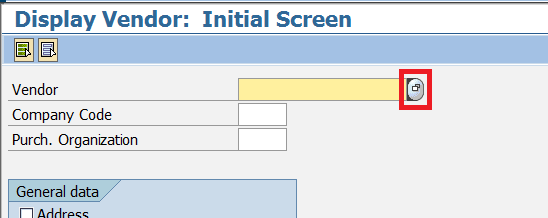 Display Vendor: Initial Screen
Vendor
Company Code
Purch. Organization
General data
Address